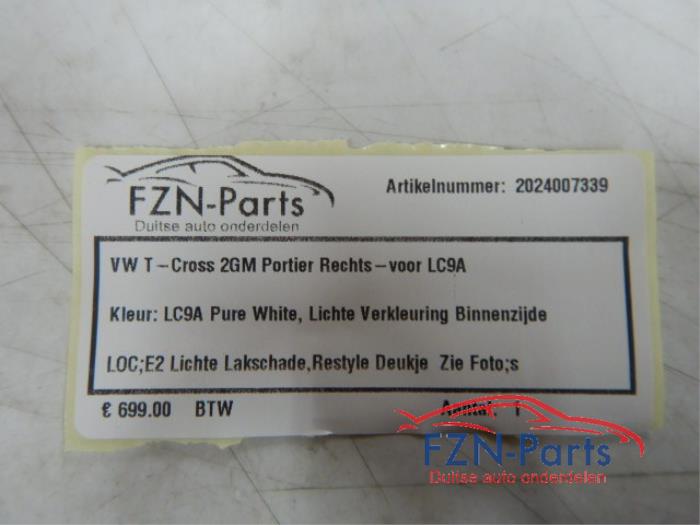 FZN-Parts
Duitse auto onderdelen
Artikelnummer: 2024007339
VW T-Cross 2GM Portier Rechts-voor LC9A
Kleur: LC9A Pure White, Lichte Verkleuring Binnenzijde
LOC;E2 Lichte Lakschade,Restyle Deukje Zie Foto;s
€ 699.00 BTW Aantal: 1
FZN-Parts
Duitse auto onderdelen